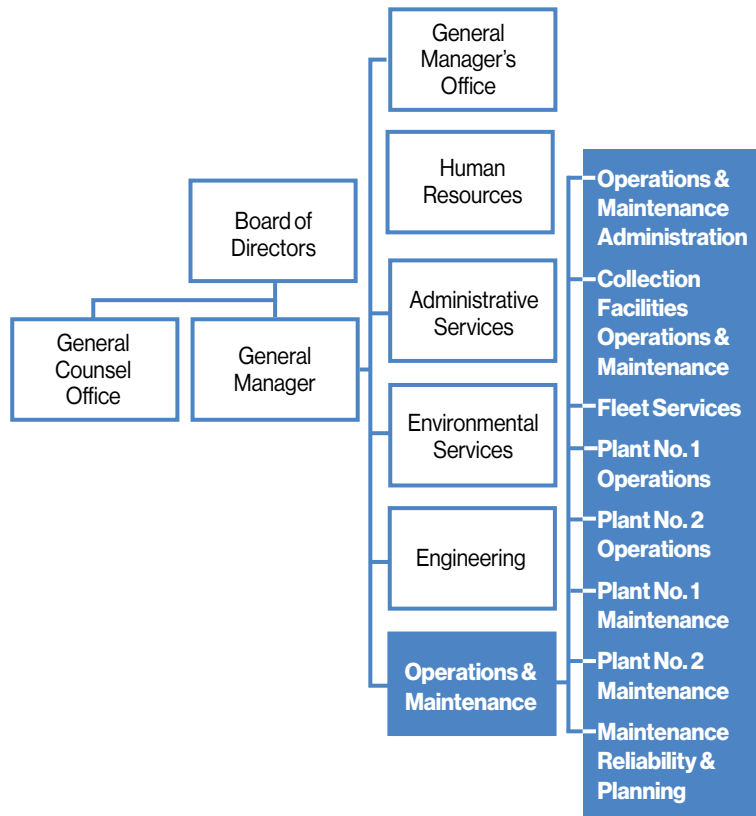 General
Manager's
Office
Human
Resources
Board of
Directors
Administrative
Services
General
Counsel
Office
General
Manager
Environmental
Services
Engineering
Operations &
Maintenance
Operations &
Maintenance
Administration
Collection
Facilities
Operations &
Maintenance
Fleet Services
Plant No. 1
Operations
Plant No. 2
Operations
Plant No. 1
Maintenance
Plant No. 2
Maintenance
Maintenance
Reliability &
Planning